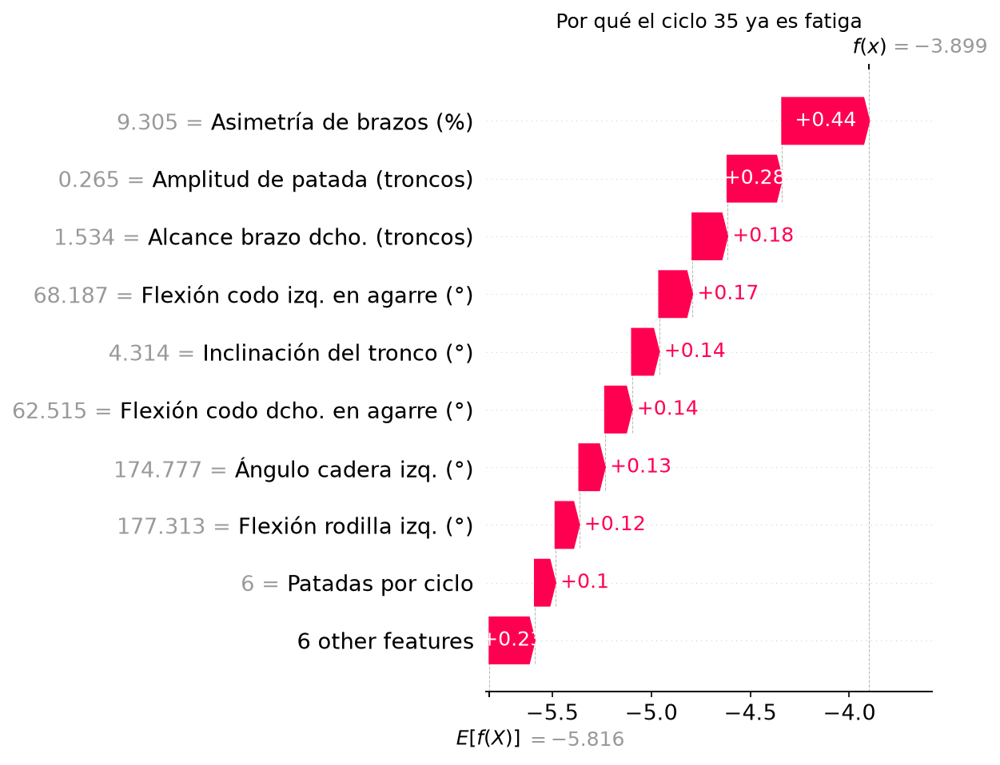 Por qué el ciclo 35 ya es fatiga
f(x) = −3.899
9.305 = Asimetría de brazos (%)
+0.44
0.265 = Amplitud de patada (troncos)
+0.28
1.534 = Alcance brazo dcho. (troncos)
+0.18
68.187 = Flexión codo izq. en agarre (°)
+0.17
4.314 = Inclinación del tronco (°)
+0.14
62.515 = Flexión codo dcho. en agarre (°)
+0.14
174.777 = Ángulo cadera izq. (°)
+0.13
177.313 = Flexión rodilla izq. (°)
+0.12
6 = Patadas por ciclo
+0.1
6 other features
+0.23
−5.5 −5.0 −4.5 −4.0
E[f(X)] = −5.816